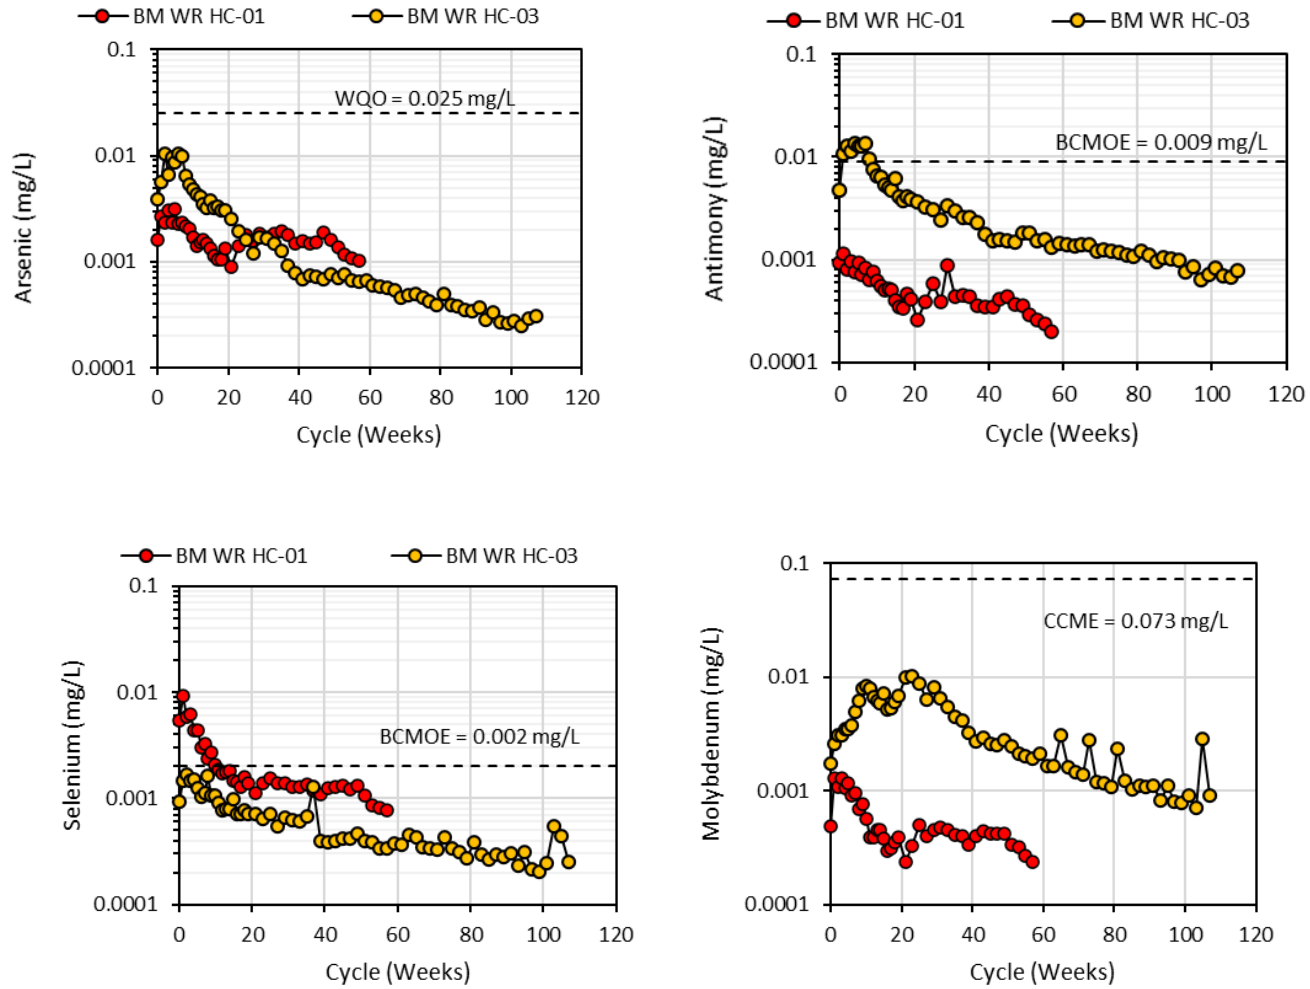 BM WR HC-01 BM WR HC-03
0.1
WQO = 0.025 mg/L
0.01
0.001
0.0001
Arsenic (mg/L)
0 20 40 60 80 100 120
Cycle (Weeks)
BM WR HC-01 BM WR HC-03
0.1
BCMOE = 0.009 mg/L
0.01
0.001
0.0001
Antimony (mg/L)
0 20 40 60 80 100 120
Cycle (Weeks)
BM WR HC-01 BM WR HC-03
0.1
0.01
BCMOE = 0.002 mg/L
0.001
0.0001
Selenium (mg/L)
0 20 40 60 80 100 120
Cycle (Weeks)
0.1
CCME = 0.073 mg/L
0.01
0.001
0.0001
Molybdenum (mg/L)
0 20 40 60 80 100 120
Cycle (Weeks)